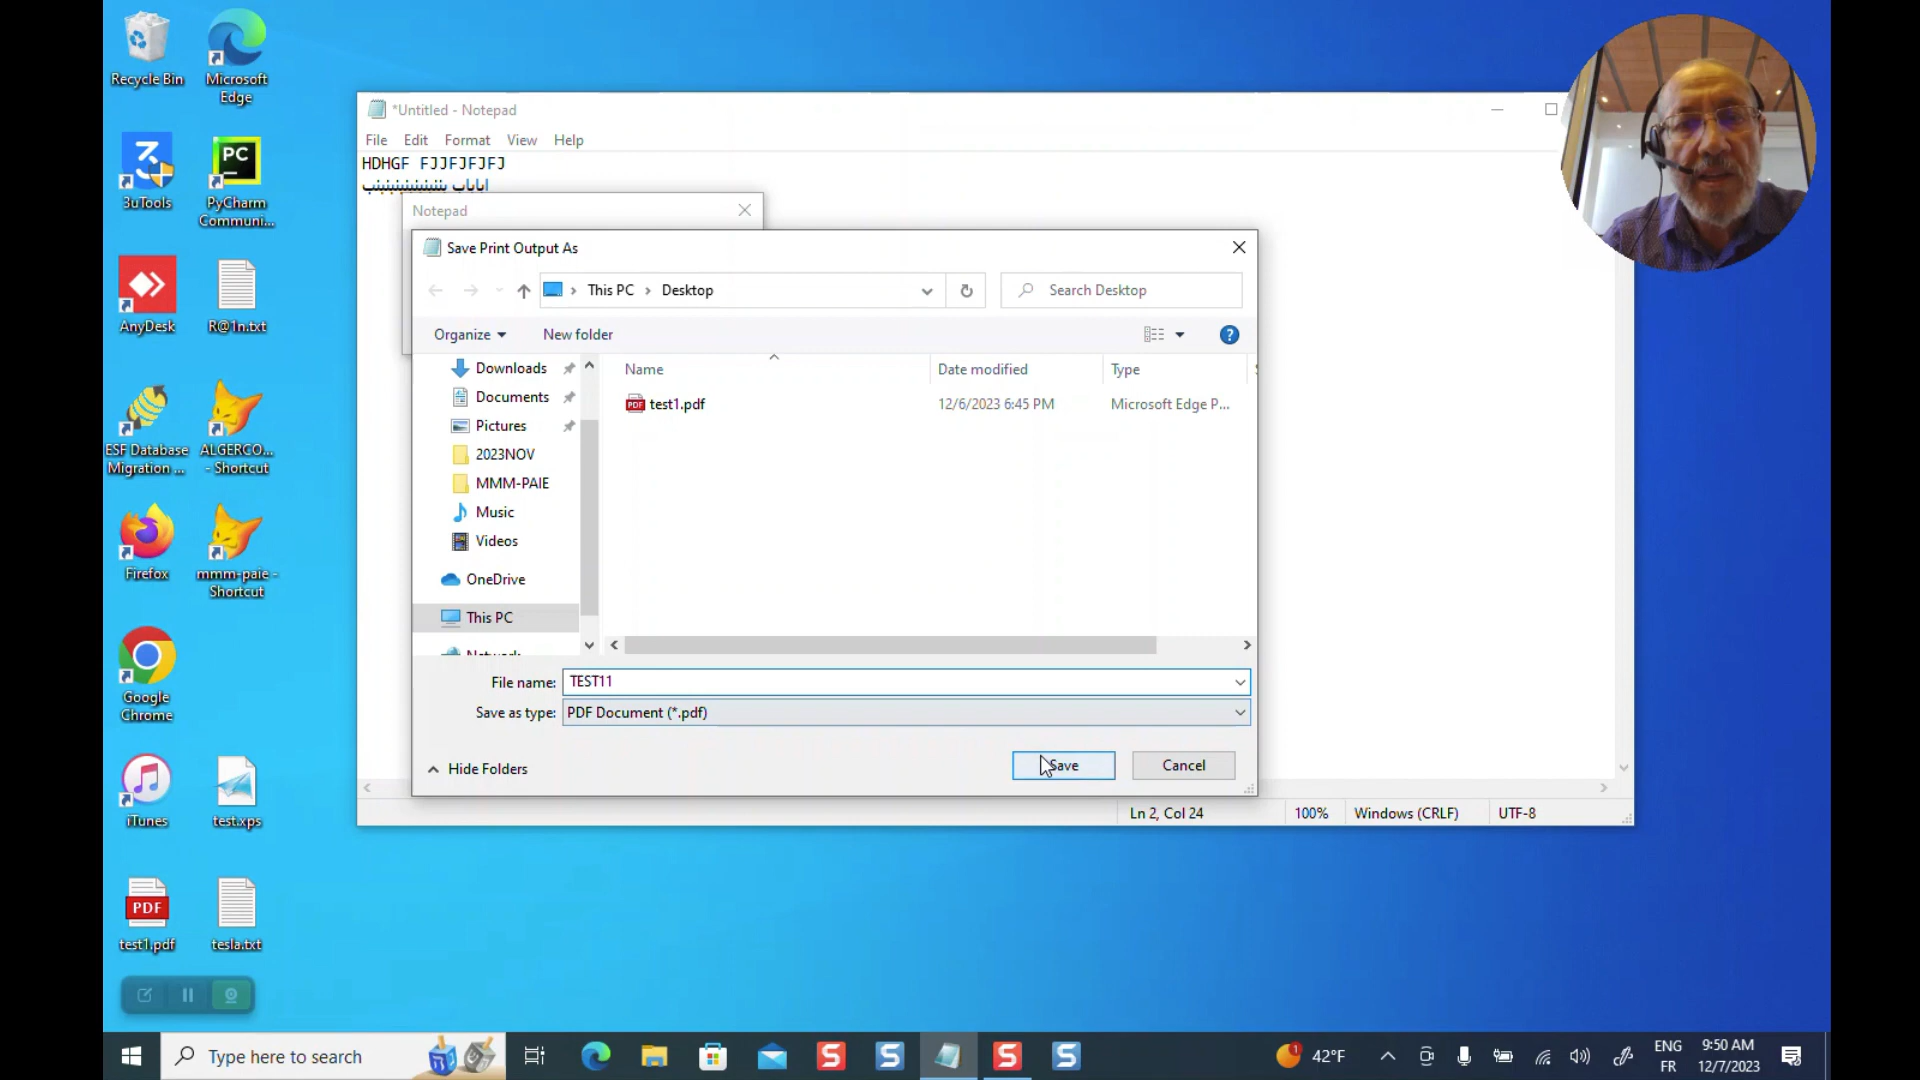 Recycle Bin
Microsoft Edge
3uTools
PyCharm Communi...
AnyDesk
R@1n.txt
ESF Database Migration ...
ALGERCO... - Shortcut
Firefox
mmm-paie - Shortcut
Google Chrome
iTunes
test.xps
PDF
test1.pdf
tesla.txt
*Untitled - Notepad
File Edit Format View Help
HDHGF FJJFJFJFJ
Notepad
Save Print Output As
This PC > Desktop
Search Desktop
Organize
New folder
Downloads
Documents
Pictures
2023NOV
MMM-PAIE
Music
Videos
OneDrive
This PC
Network
Name Date modified Type
test1.pdf 12/6/2023 6:45 PM Microsoft Edge P...
File name: TEST11
Save as type: PDF Document (*.pdf)
Hide Folders
Save
Cancel
Ln 2, Col 24 100% Windows (CRLF) UTF-8
Type here to search
42°F
ENG
FR
9:50 AM
12/7/2023